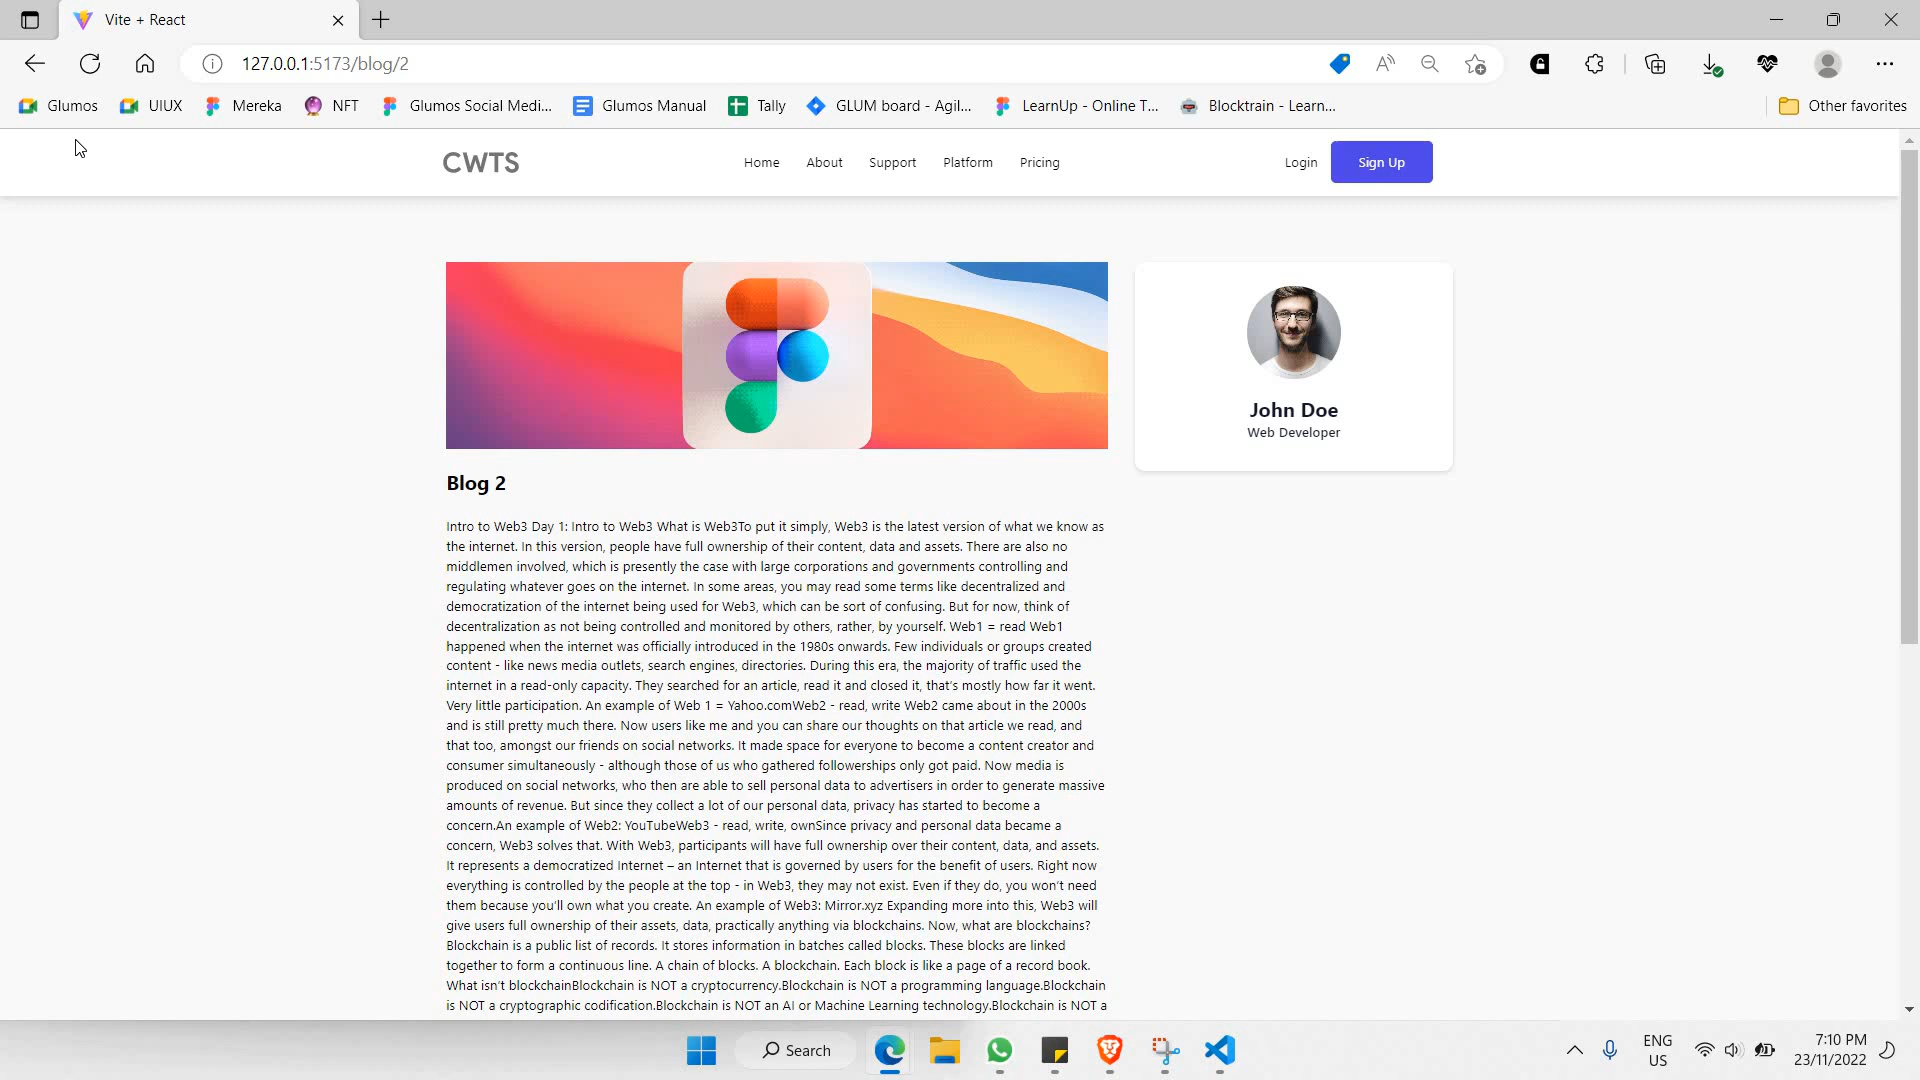 Vite + React
127.0.0.1:5173/blog/2
Glumos
UIUX
Mereka
NFT
Glumos Social Medi...
Glumos Manual
Tally
GLUM board - Agil...
LearnUp - Online T...
Blocktrain - Learn...
Other favorites
CWTS
Home
About
Support
Platform
Pricing
Login
Sign Up
John Doe
Web Developer
Blog 2
Intro to Web3 Day 1: Intro to Web3 What is Web3To put it simply, Web3 is the latest version of what we know as
the internet. In this version, people have full ownership of their content, data and assets. There are also no
middlemen involved, which is presently the case with large corporations and governments controlling and
regulating whatever goes on the internet. In some areas, you may read some terms like decentralized and
democratization of the internet being used for Web3, which can be sort of confusing. But for now, think of
decentralization as not being controlled and monitored by others, rather, by yourself. Web1 = read Web1
happened when the internet was officially introduced in the 1980s onwards. Few individuals or groups created
content - like news media outlets, search engines, directories. During this era, the majority of traffic used the
internet in a read-only capacity. They searched for an article, read it and closed it, that's mostly how far it went.
Very little participation. An example of Web 1 = Yahoo.comWeb2 - read, write Web2 came about in the 2000s
and is still pretty much there. Now users like me and you can share our thoughts on that article we read, and
that too, amongst our friends on social networks. It made space for everyone to become a content creator and
consumer simultaneously - although those of us who gathered followerships only got paid. Now media is
produced on social networks, who then are able to sell personal data to advertisers in order to generate massive
amounts of revenue. But since they collect a lot of our personal data, privacy has started to become a
concern.An example of Web2: YouTubeWeb3 - read, write, ownSince privacy and personal data became a
concern, Web3 solves that. With Web3, participants will have full ownership over their content, data, and assets.
It represents a democratized Internet – an Internet that is governed by users for the benefit of users. Right now
everything is controlled by the people at the top - in Web3, they may not exist. Even if they do, you won't need
them because you'll own what you create. An example of Web3: Mirror.xyz Expanding more into this, Web3 will
give users full ownership of their assets, data, practically anything via blockchains. Now, what are blockchains?
Blockchain is a public list of records. It stores information in batches called blocks. These blocks are linked
together to form a continuous line. A chain of blocks. A blockchain. Each block is like a page of a record book.
What isn't blockchainBlockchain is NOT a cryptocurrency.Blockchain is NOT a programming language.Blockchain
is NOT a cryptographic codification.Blockchain is NOT an AI or Machine Learning technology.Blockchain is NOT a
Search
ENG
US
7:10 PM
23/11/2022